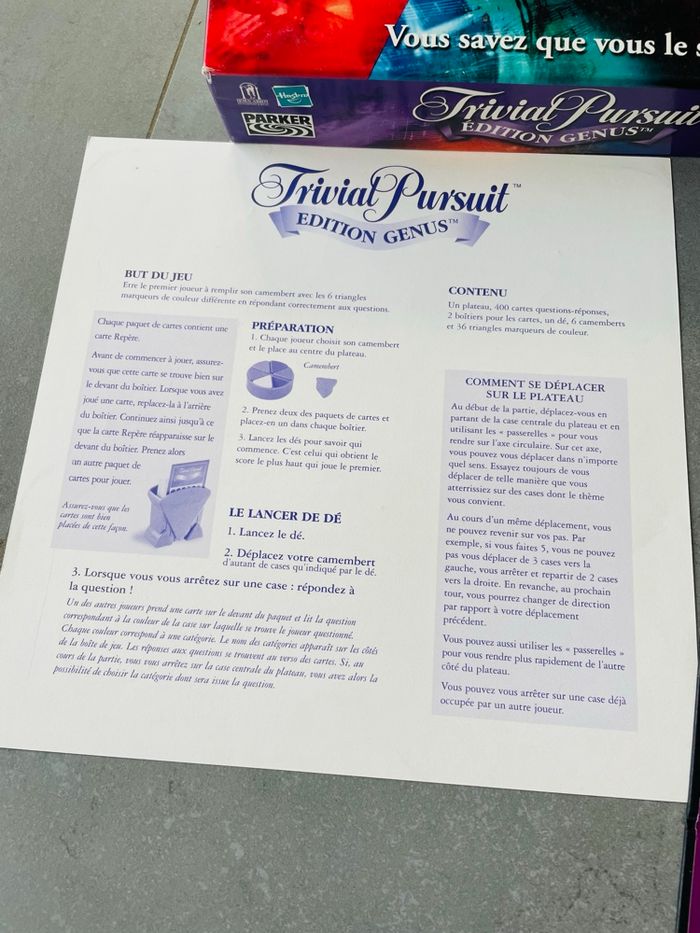 Vous savez que vous le
Hasbro
PARKER
Trivial Pursuit
EDITION GENUS™
Trivial Pursuit™
EDITION GENUS™
BUT DU JEU
Etre le premier joueur à remplir son camembert avec les 6 triangles
marqueurs de couleur différente en répondant correctement aux questions.
CONTENU
Un plateau, 400 cartes questions-réponses,
2 boîtiers pour les cartes, un dé, 6 camemberts
et 36 triangles marqueurs de couleur.
Chaque paquet de cartes contient une
carte Repère.
Avant de commencer à jouer, assurez-
vous que cette carte se trouve bien sur
le devant du boîtier. Lorsque vous avez
joué une carte, replacez-la à l'arrière
du boîtier. Continuez ainsi jusqu'à ce
que la carte Repère réapparaisse sur le
devant du boîtier. Prenez alors
un autre paquet de
cartes pour jouer.
Assurez-vous que les
cartes sont bien
placées de cette façon.
PRÉPARATION
1. Chaque joueur choisir son camembert
et le place au centre du plateau.
Camembert
2. Prenez deux des paquets de cartes et
placez-en un dans chaque boîtier.
3. Lancez les dés pour savoir qui
commence. C'est celui qui obtient le
score le plus haut qui joue le premier.
LE LANCER DE DÉ
1. Lancez le dé.
2. Déplacez votre camembert
d'autant de cases qu'indiqué par le dé.
3. Lorsque vous vous arrêtez sur une case : répondez à
la question !
Un des autres joueurs prend une carte sur le devant du paquet et lit la question
correspondant à la couleur de la case sur laquelle se trouve le joueur questionné.
Chaque couleur correspond à une catégorie. Le nom des catégories apparaît sur les côtés
de la boîte de jeu. Les réponses aux questions se trouvent au verso des cartes. Si, au
cours de la partie, vous vous arrêtez sur la case centrale du plateau, vous avez alors la
possibilité de choisir la catégorie dont sera issue la question.
COMMENT SE DÉPLACER
SUR LE PLATEAU
Au début de la partie, déplacez-vous en
partant de la case centrale du plateau et en
utilisant les « passerelles » pour vous
rendre sur l'axe circulaire. Sur cet axe,
vous pouvez vous déplacer dans n'importe
quel sens. Essayez toujours de vous
déplacer de telle manière que vous
atterrissiez sur des cases dont le thème
vous convient.
Au cours d'un même déplacement, vous
ne pouvez revenir sur vos pas. Par
exemple, si vous faites 5, vous ne pouvez
pas vous déplacer de 3 cases vers la
gauche, vous arrêter et repartir de 2 cases
vers la droite. En revanche, au prochain
tour, vous pourrez changer de direction
par rapport à votre déplacement
précédent.
Vous pouvez aussi utiliser les « passerelles »
pour vous rendre plus rapidement de l'autre
côté du plateau.
Vous pouvez vous arrêter sur une case déjà
occupée par un autre joueur.